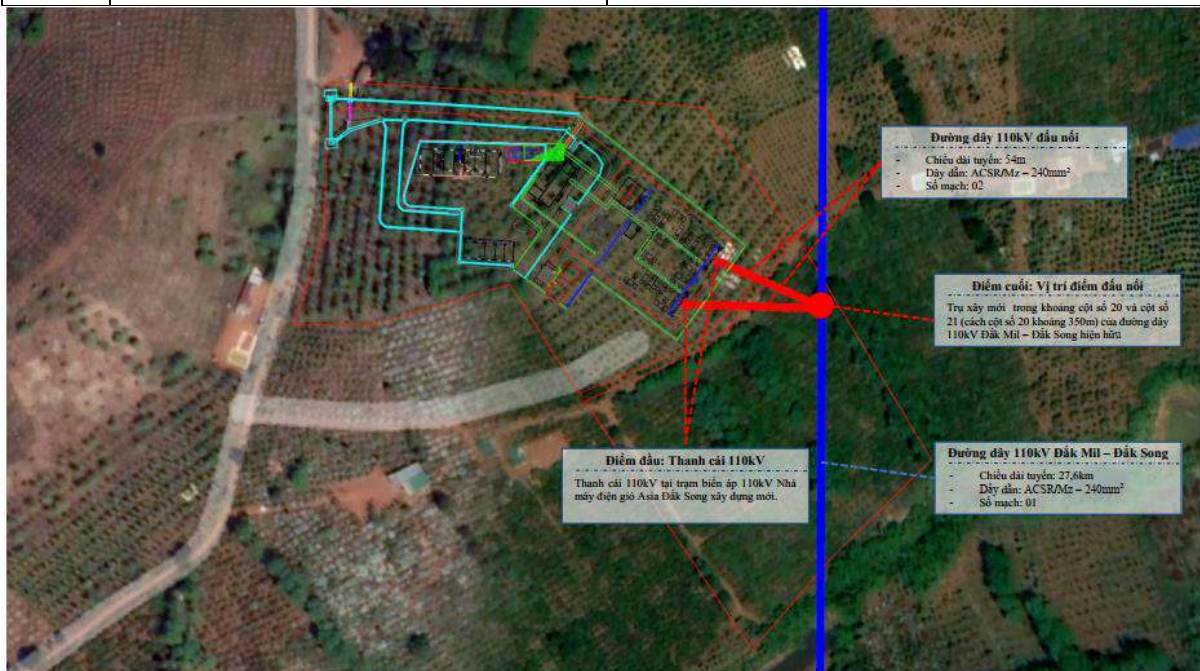 Đường dây 110kV đấu nối
- Chiều dài tuyến: 54m
- Dây dẫn: ACSR/Mz – 240mm²
- Số mạch: 02
Điểm cuối: Vị trí điểm đấu nối
Trụ xây mới trong khoảng cột số 20 và cột số
21 (cách cột số 20 khoảng 350m) của đường dây
110kV Đắk Mil – Đắk Song hiện hữu
Điểm đầu: Thanh cái 110kV
Thanh cái 110kV tại trạm biến áp 110kV Nhà
máy điện gió Asia Đắk Song xây dựng mới.
Đường dây 110kV Đắk Mil – Đắk Song
- Chiều dài tuyến: 27,6km
- Dây dẫn: ACSR/Mz – 240mm²
- Số mạch: 01